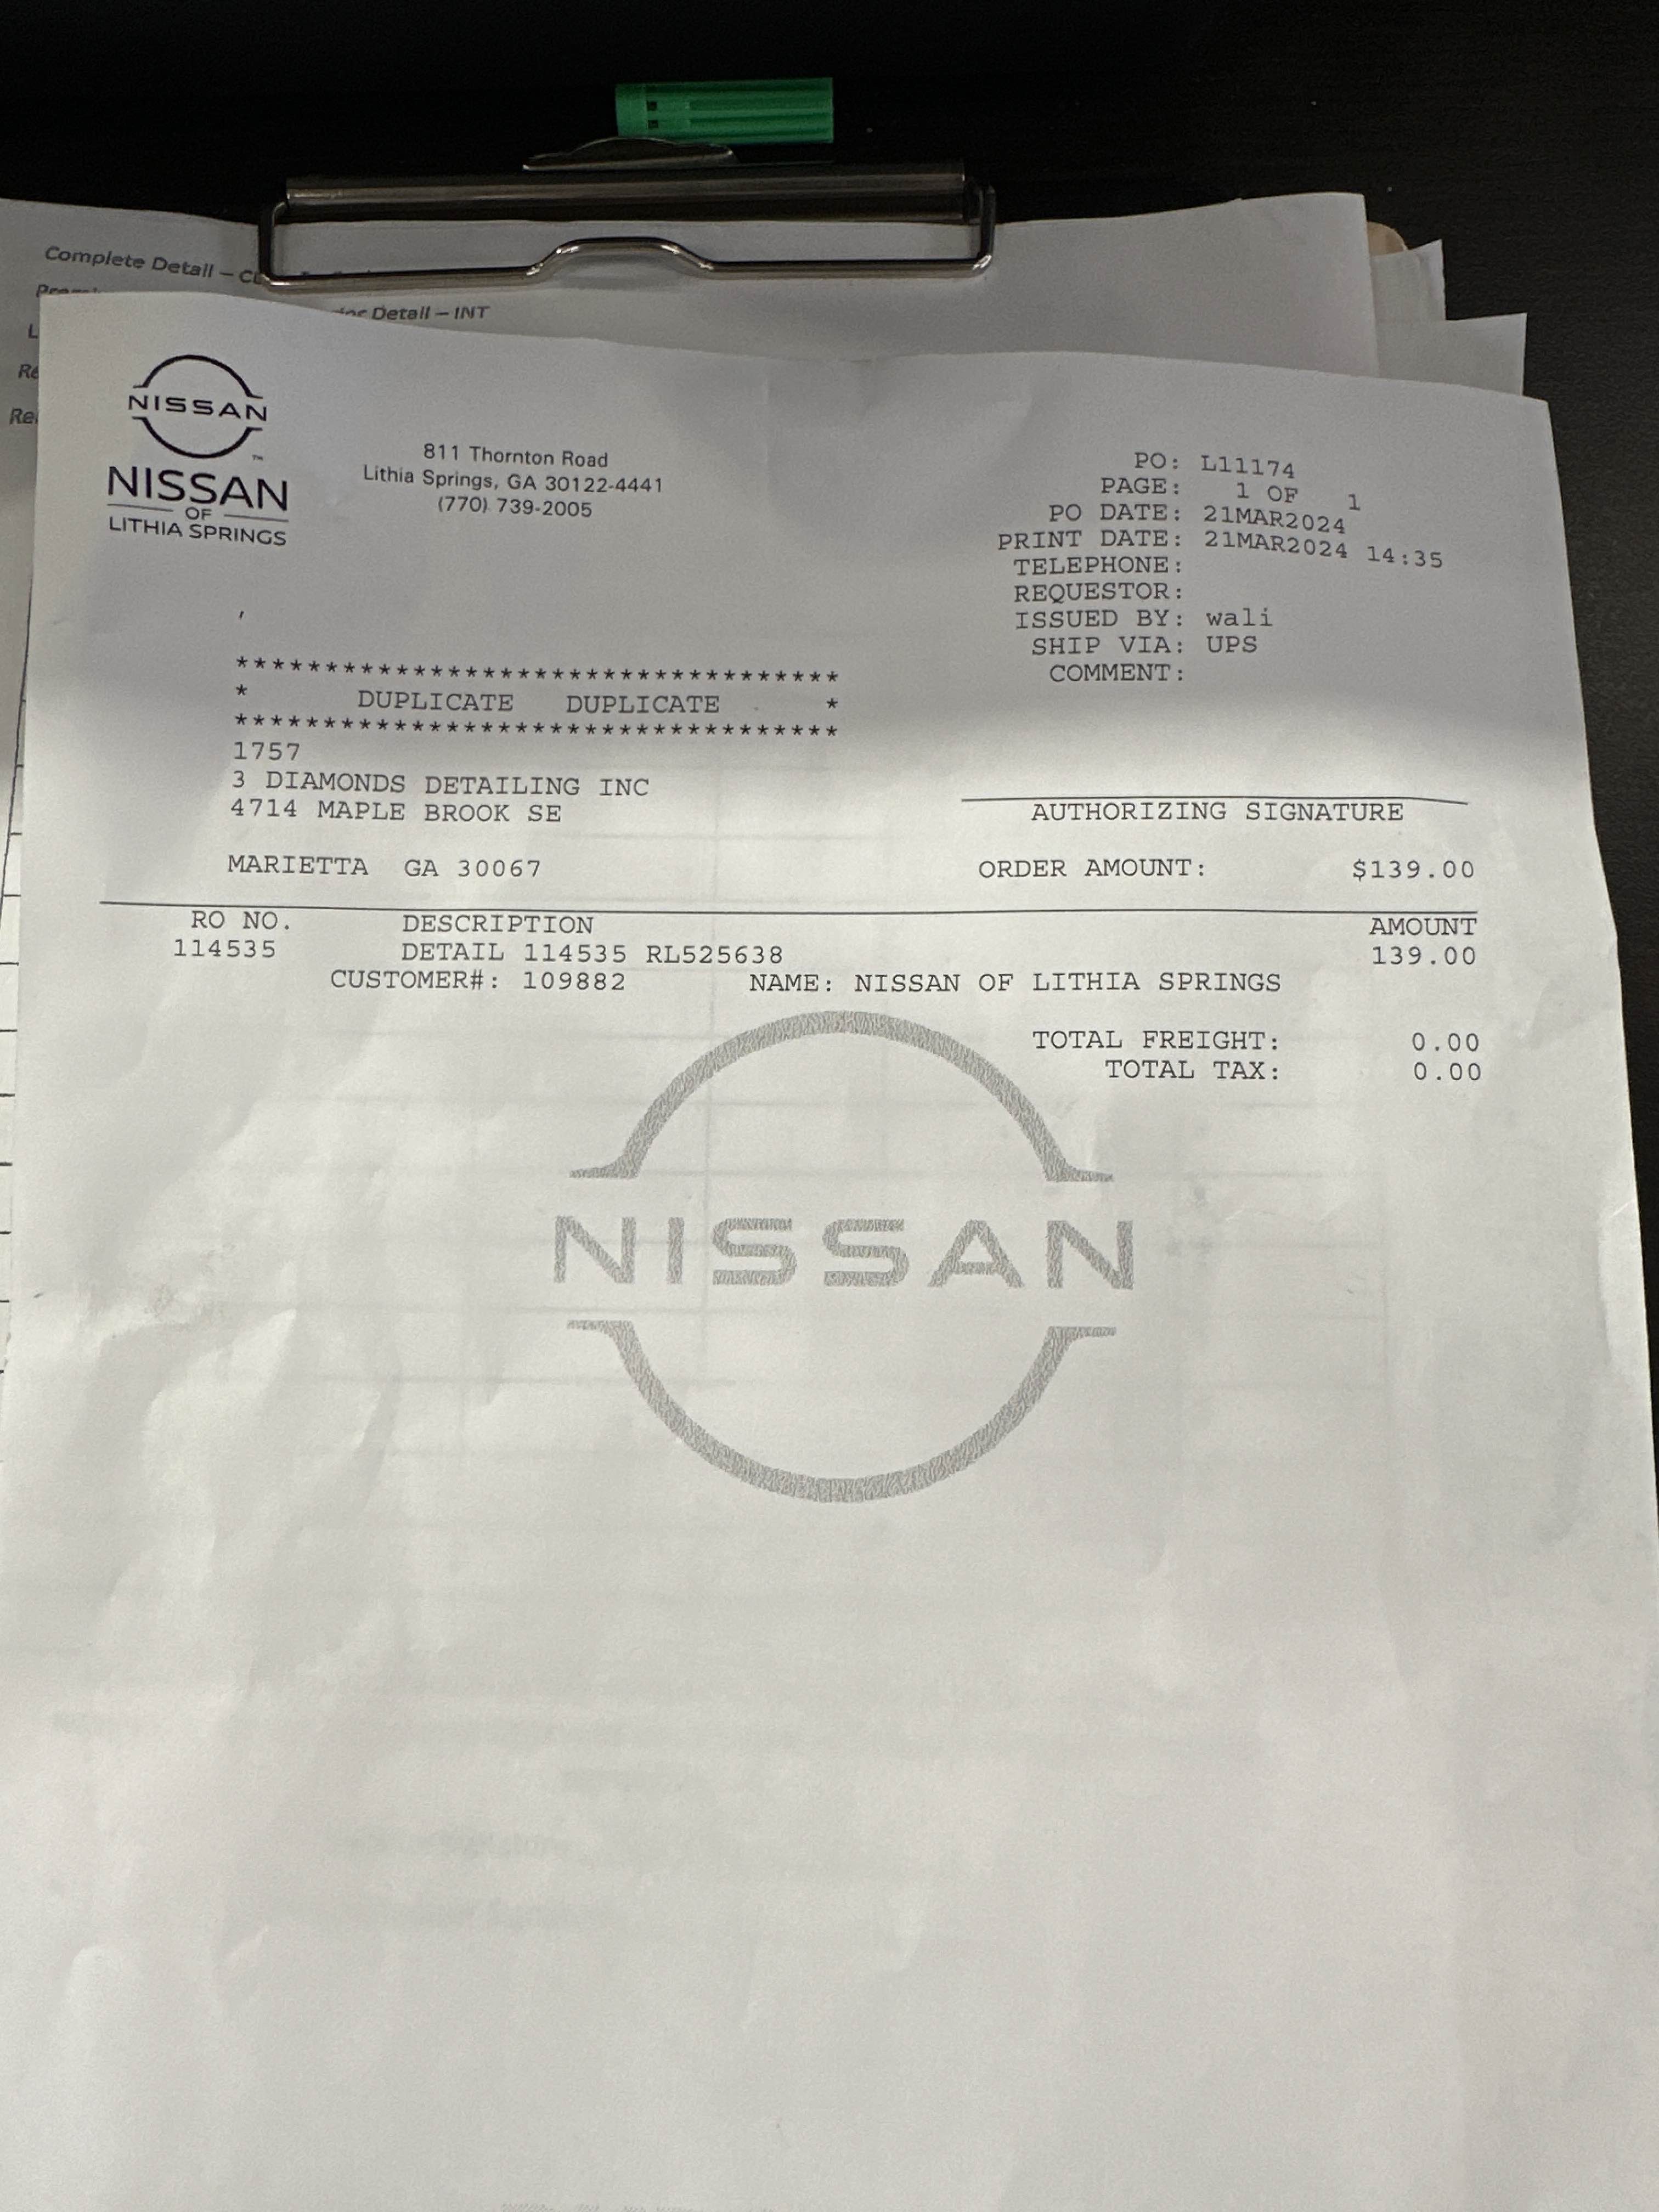 Complete Detail – 
Detail – INT
NISSAN
NISSAN
OF
LITHIA SPRINGS
811 Thornton Road
Lithia Springs, GA 30122-4441
(770) 739-2005
PO: L11174
PAGE: 1 OF 1
PO DATE: 21MAR2024
PRINT DATE: 21MAR2024 14:35
TELEPHONE:
REQUESTOR:
ISSUED BY: wali
SHIP VIA: UPS
COMMENT:
,
**********************************
* DUPLICATE DUPLICATE *
**********************************
1757
3 DIAMONDS DETAILING INC
4714 MAPLE BROOK SE
MARIETTA GA 30067
AUTHORIZING SIGNATURE
ORDER AMOUNT: $139.00
RO NO. DESCRIPTION AMOUNT
114535 DETAIL 114535 RL525638 139.00
CUSTOMER#: 109882 NAME: NISSAN OF LITHIA SPRINGS
TOTAL FREIGHT: 0.00
TOTAL TAX: 0.00
NISSAN